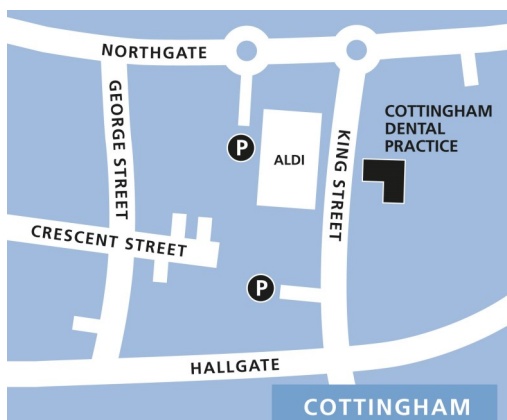 NORTHGATE
GEORGE STREET
COTTINGHAM
DENTAL
PRACTICE
P
ALDI
KING STREET
CRESCENT STREET
P
HALLGATE
COTTINGHAM